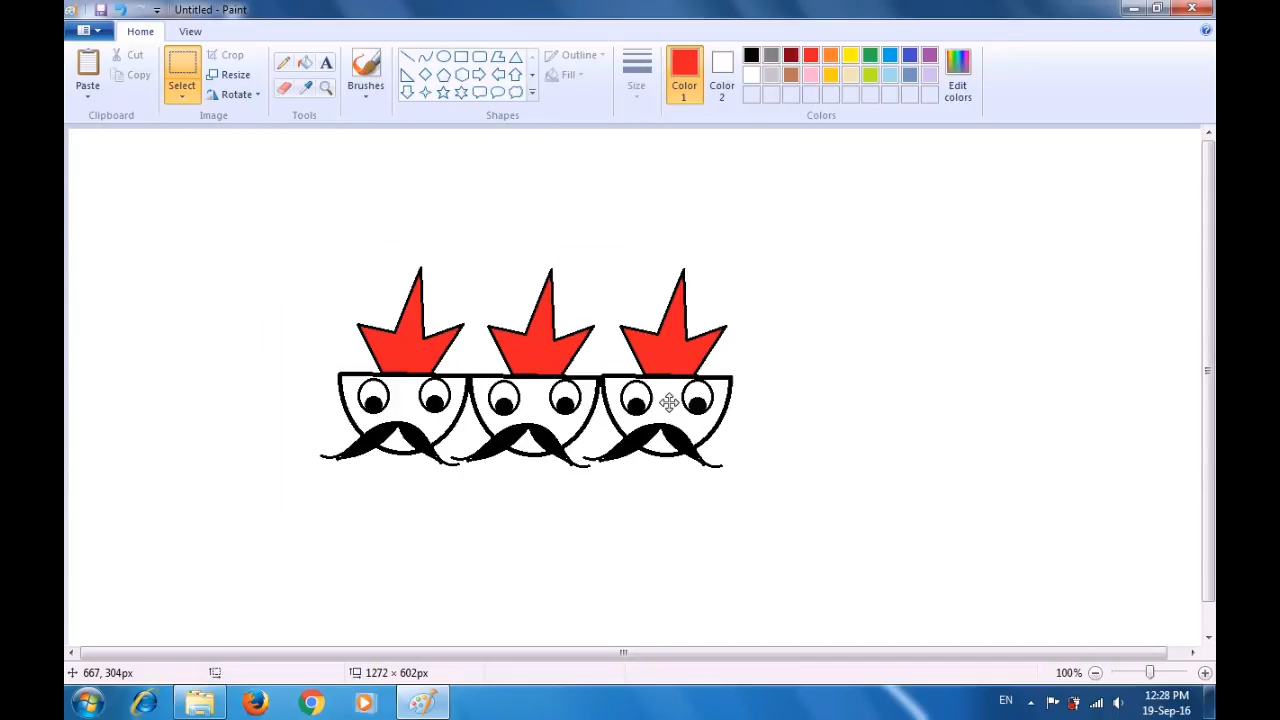 Untitled - Paint
Home View
Paste
Cut
Copy
Clipboard
Select
Crop
Resize
Rotate
Image
A
Tools
Brushes
Outline
Fill
Shapes
Size
Color 1
Color 2
Edit colors
Colors
667, 304px
1272 × 602px
100%
EN
12:28 PM
19-Sep-16